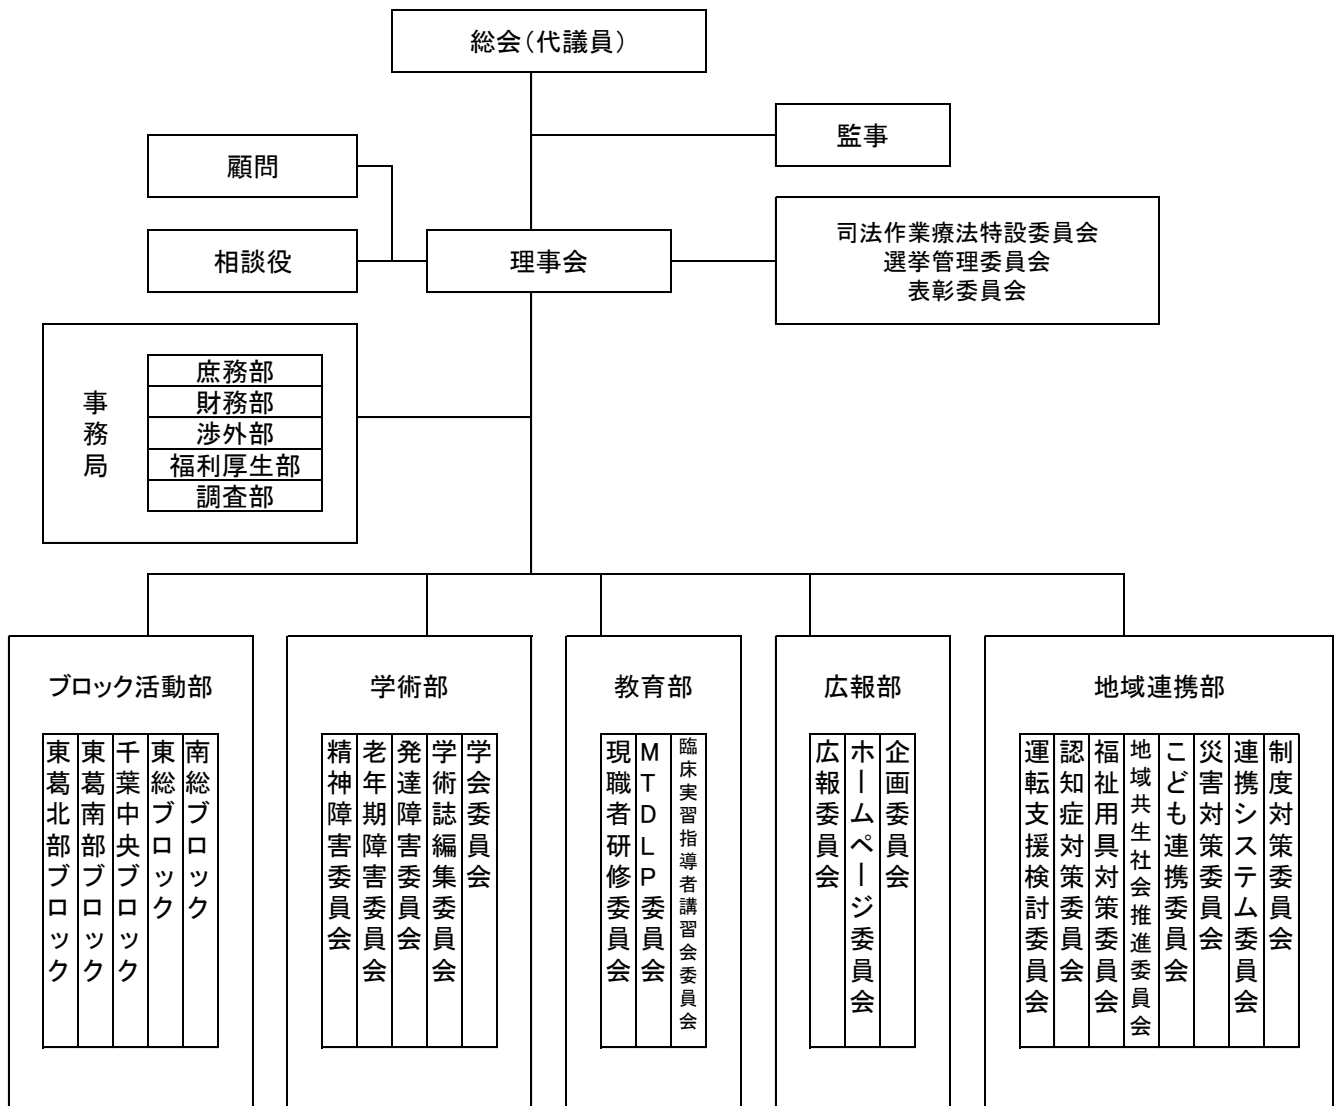 総会（代議員）
監事
顧問
相談役
理事会
司法作業療法特設委員会
選挙管理委員会
表彰委員会
事務局
庶務部
財務部
渉外部
福利厚生部
調査部
ブロック活動部
東葛北部ブロック
東葛南部ブロック
千葉中央ブロック
東総ブロック
南総ブロック
学術部
精神障害委員会
老年期障害委員会
発達障害委員会
学術誌編集委員会
学会委員会
教育部
現職者研修委員会
MTDLP委員会
臨床実習指導者講習会委員会
広報部
広報委員会
ホームページ委員会
企画委員会
地域連携部
運転支援検討委員会
認知症対策委員会
福祉用具対策委員会
地域共生社会推進委員会
こども連携委員会
災害対策委員会
連携システム委員会
制度対策委員会